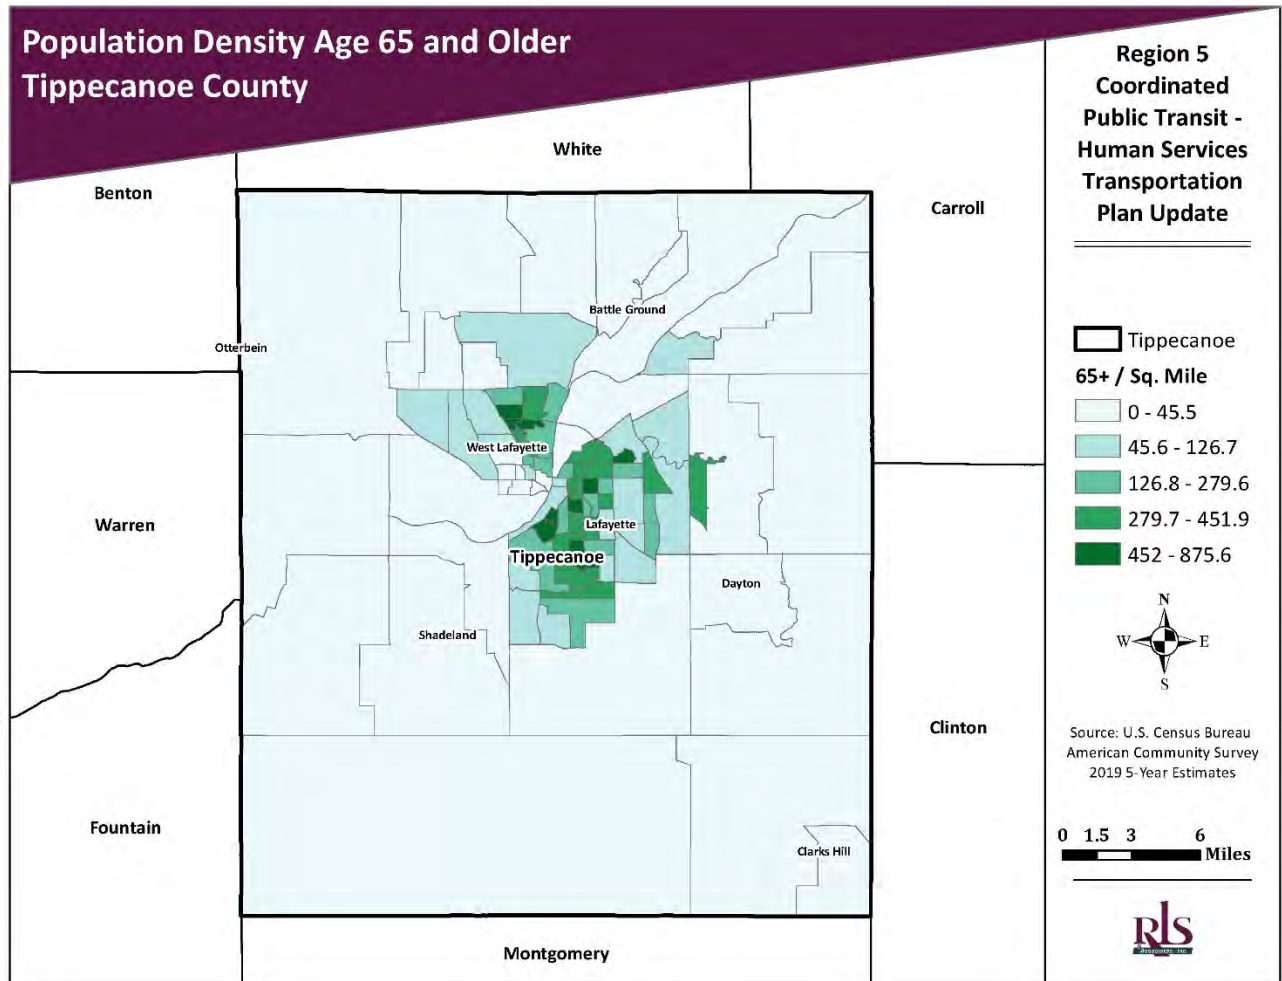 Population Density Age 65 and Older
Tippecanoe County
Region 5
Coordinated
Public Transit -
Human Services
Transportation
Plan Update
White
Benton
Carroll
Battle Ground
Otterbein
West Lafayette
Warren
Lafayette
Tippecanoe
Dayton
Shadeland
Clinton
Fountain
Clarks Hill
Montgomery
Tippecanoe
65+ / Sq. Mile
0 - 45.5
45.6 - 126.7
126.8 - 279.6
279.7 - 451.9
452 - 875.6
N
W E
S
Source: U.S. Census Bureau
American Community Survey
2019 5-Year Estimates
0 1.5 3 6
Miles
RLS
& Associates, Inc.